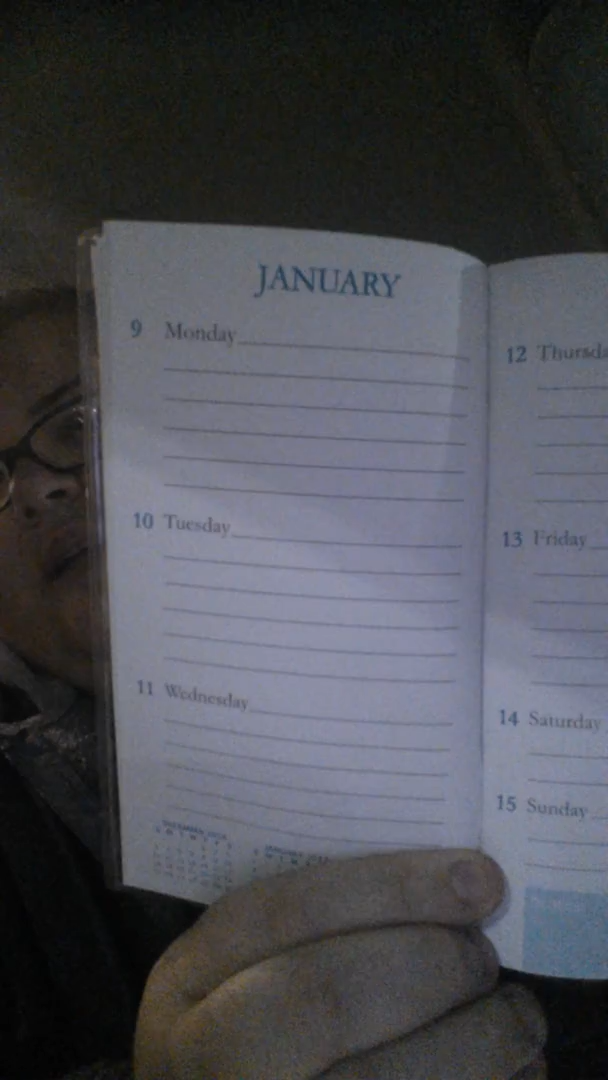 JANUARY
9 Monday
10 Tuesday
11 Wednesday
12 Thursda
13 Friday
14 Saturday
15 Sunday